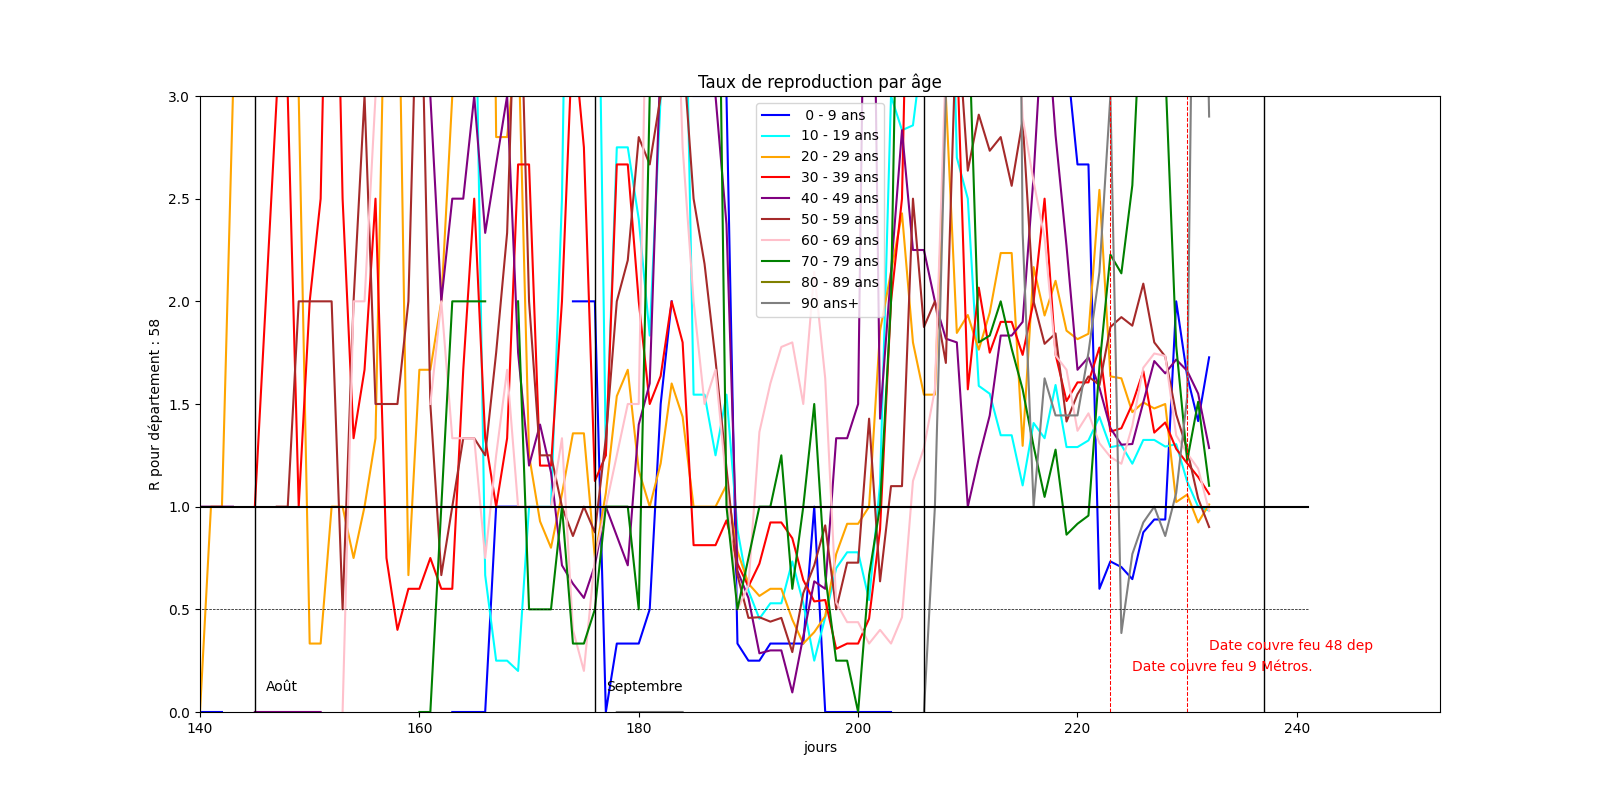 Taux de reproduction par âge
R pour département : 58
3.0
2.5
2.0
1.5
1.0
0.5
0.0
0 - 9 ans
10 - 19 ans
20 - 29 ans
30 - 39 ans
40 - 49 ans
50 - 59 ans
60 - 69 ans
70 - 79 ans
80 - 89 ans
90 ans+
Date couvre feu 48 dep
Date couvre feu 9 Métros.
Août
Septembre
140
160
180
200
220
240
jours